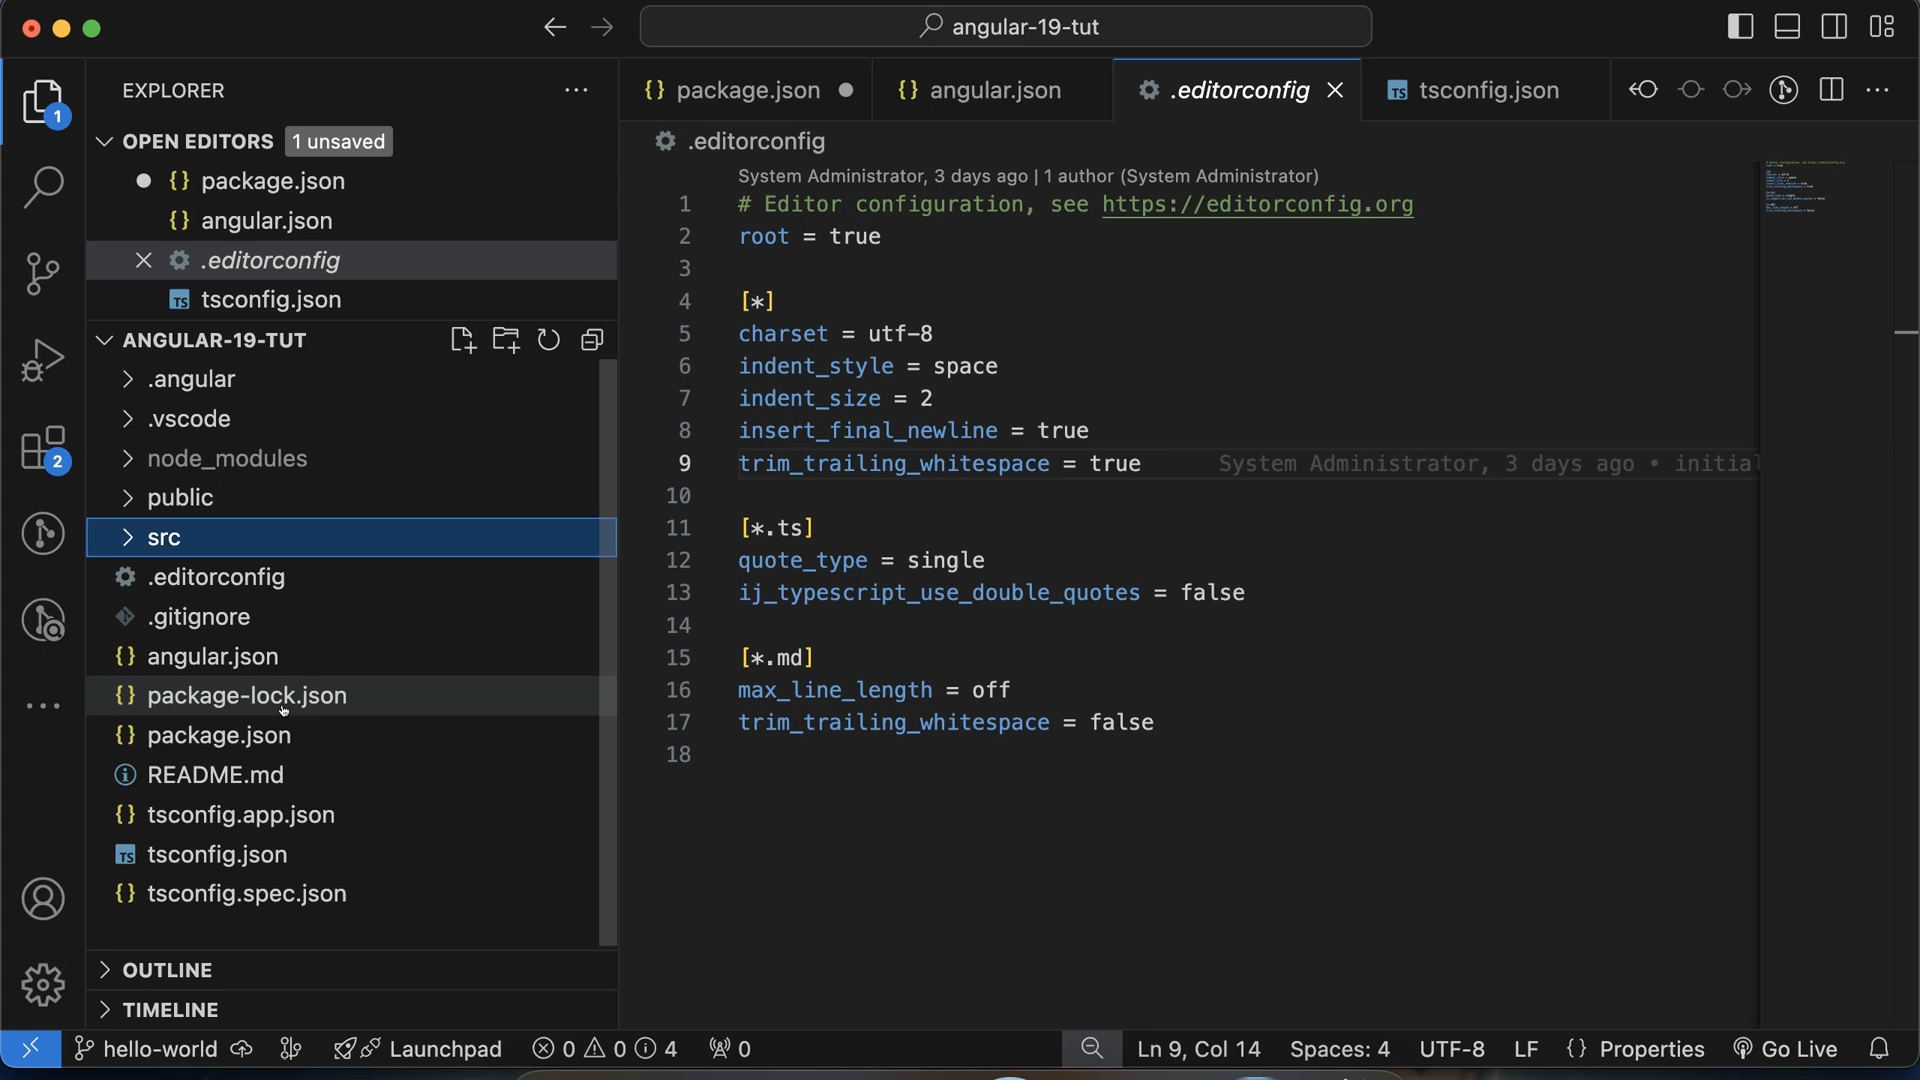 angular-19-tut
EXPLORER
OPEN EDITORS 1 unsaved
package.json
angular.json
.editorconfig
tsconfig.json
ANGULAR-19-TUT
.angular
.vscode
node_modules
public
src
.editorconfig
.gitignore
angular.json
package-lock.json
package.json
README.md
tsconfig.app.json
tsconfig.json
tsconfig.spec.json
OUTLINE
TIMELINE
1
2
package.json angular.json .editorconfig tsconfig.json
.editorconfig
System Administrator, 3 days ago | 1 author (System Administrator)
1 # Editor configuration, see https://editorconfig.org
2 root = true
3
4 [*]
5 charset = utf-8
6 indent_style = space
7 indent_size = 2
8 insert_final_newline = true
9 trim_trailing_whitespace = true System Administrator, 3 days ago • initial
10
11 [*.ts]
12 quote_type = single
13 ij_typescript_use_double_quotes = false
14
15 [*.md]
16 max_line_length = off
17 trim_trailing_whitespace = false
18
hello-world Launchpad 0 0 4 0 Ln 9, Col 14 Spaces: 4 UTF-8 LF {} Properties Go Live